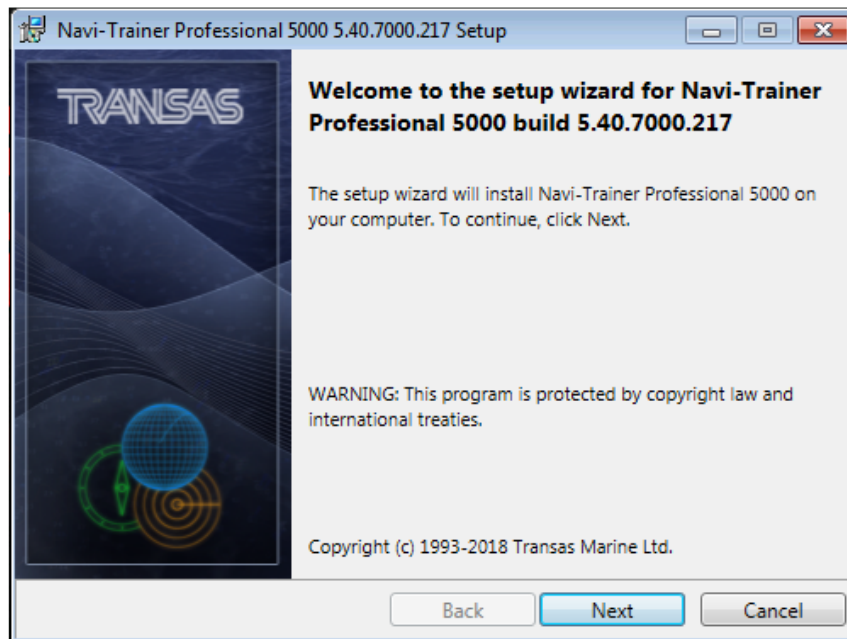 Navi-Trainer Professional 5000 5.40.7000.217 Setup
TRANSAS
Welcome to the setup wizard for Navi-Trainer
Professional 5000 build 5.40.7000.217
The setup wizard will install Navi-Trainer Professional 5000 on
your computer. To continue, click Next.
WARNING: This program is protected by copyright law and
international treaties.
Copyright (c) 1993-2018 Transas Marine Ltd.
Back
Next
Cancel